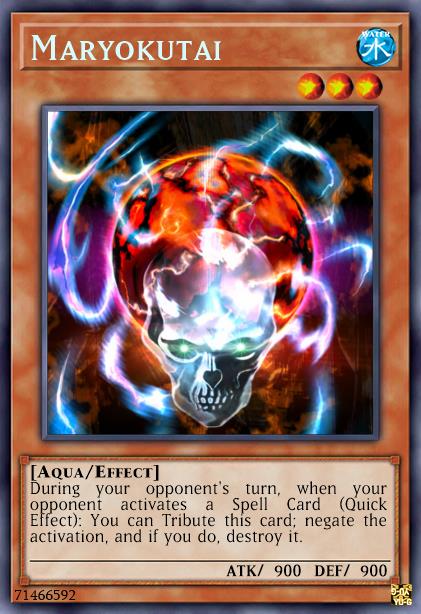 Maryokutai
WATER
水
[Aqua/Effect]
During your opponent's turn, when your
opponent activates a Spell Card (Quick
Effect): You can Tribute this card; negate the
activation, and if you do, destroy it.
ATK/ 900 DEF/ 900
71466592